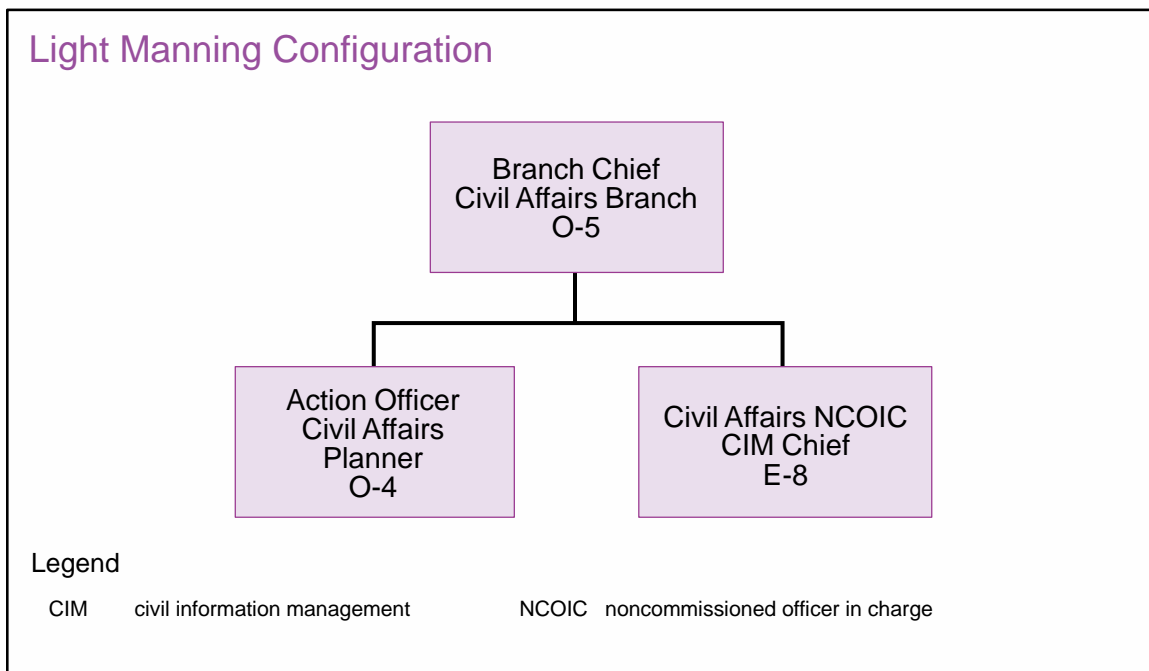 Light Manning Configuration
Branch Chief
Civil Affairs Branch
O-5
Action Officer
Civil Affairs
Planner
O-4
Civil Affairs NCOIC
CIM Chief
E-8
Legend
CIM civil information management NCOIC noncommissioned officer in charge